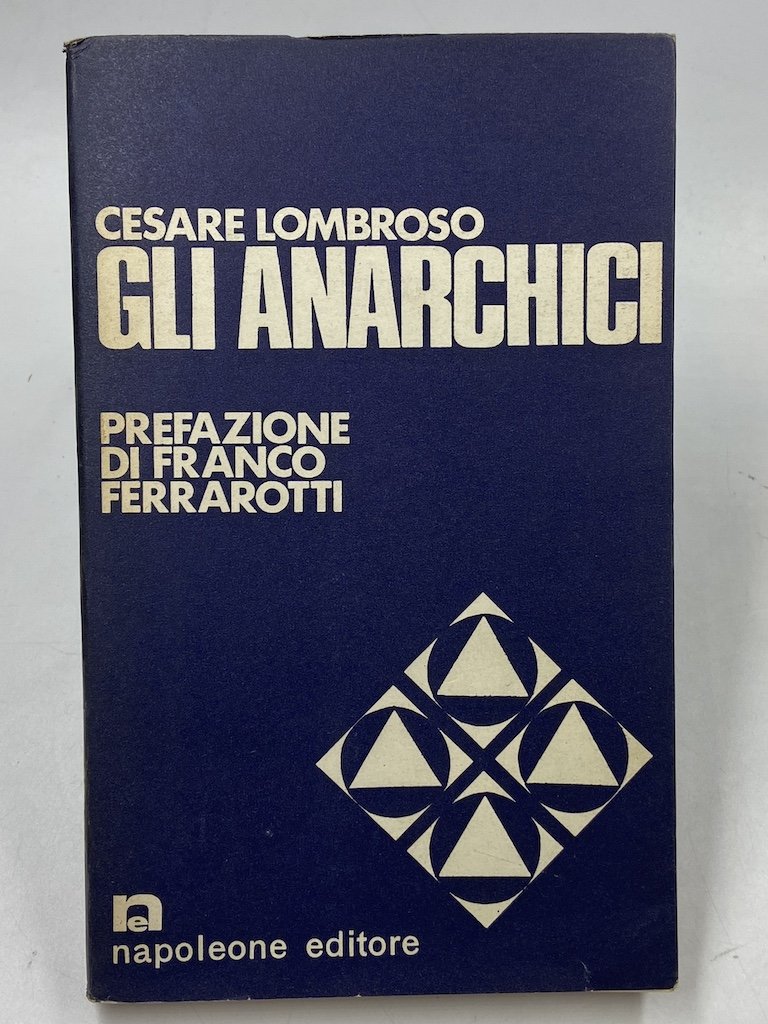 CESARE LOMBROSO
GLI ANARCHICI
PREFAZIONE
DI FRANCO
FERRAROTTI
ne
napoleone editore